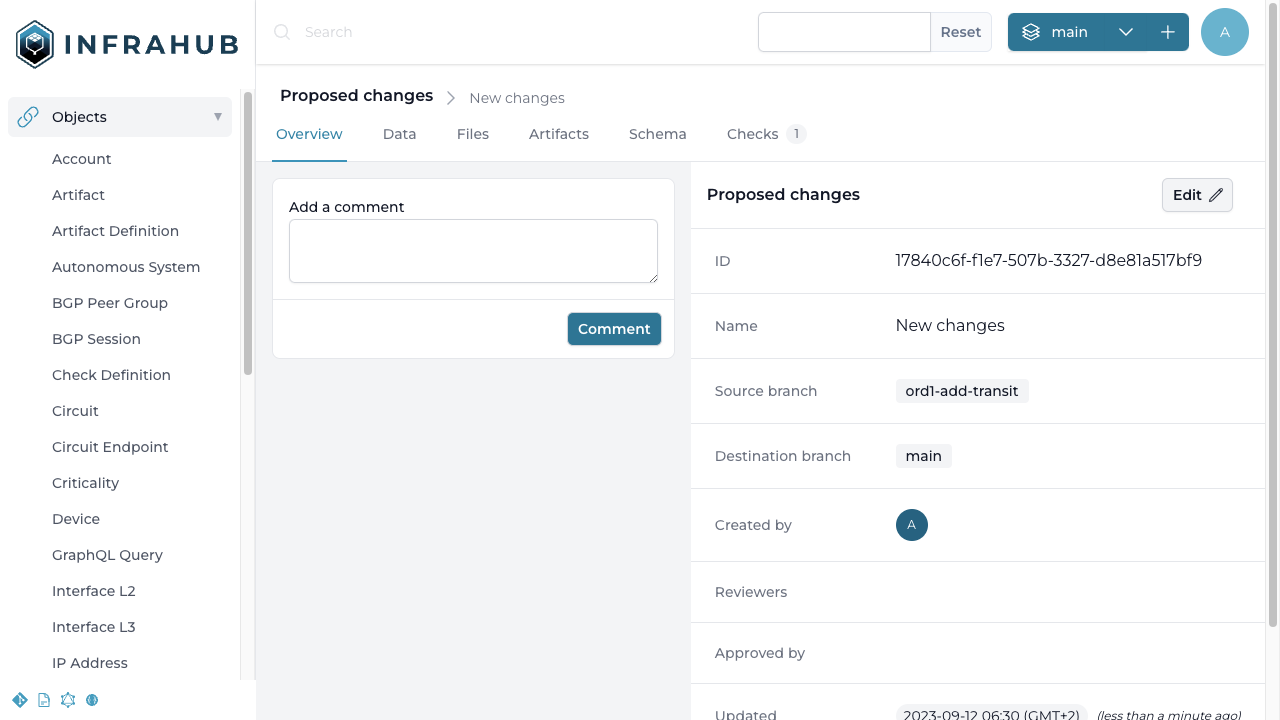 INFRAHUB
Search
Reset
main
A
Objects
Account
Artifact
Artifact Definition
Autonomous System
BGP Peer Group
BGP Session
Check Definition
Circuit
Circuit Endpoint
Criticality
Device
GraphQL Query
Interface L2
Interface L3
IP Address
Proposed changes
New changes
Overview
Data
Files
Artifacts
Schema
Checks 1
Add a comment
Comment
Proposed changes
Edit
ID 17840c6f-f1e7-507b-3327-d8e81a517bf9
Name New changes
Source branch ord1-add-transit
Destination branch main
Created by A
Reviewers
Approved by
Updated 2023-09-12 06:30 (GMT+2) (less than a minute ago)